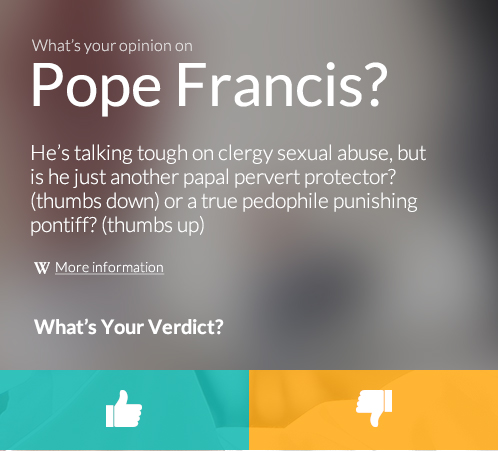 What's your opinion on
Pope Francis?
He's talking tough on clergy sexual abuse, but
is he just another papal pervert protector?
(thumbs down) or a true pedophile punishing
pontiff? (thumbs up)
W More information
What's Your Verdict?